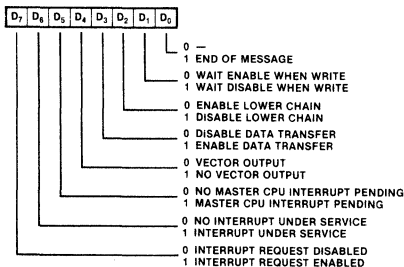 D7 D6 D5 D4 D3 D2 D1 D0
0 —
1 END OF MESSAGE
0 WAIT ENABLE WHEN WRITE
1 WAIT DISABLE WHEN WRITE
0 ENABLE LOWER CHAIN
1 DISABLE LOWER CHAIN
0 DISABLE DATA TRANSFER
1 ENABLE DATA TRANSFER
0 VECTOR OUTPUT
1 NO VECTOR OUTPUT
0 NO MASTER CPU INTERRUPT PENDING
1 MASTER CPU INTERRUPT PENDING
0 NO INTERRUPT UNDER SERVICE
1 INTERRUPT UNDER SERVICE
0 INTERRUPT REQUEST DISABLED
1 INTERRUPT REQUEST ENABLED